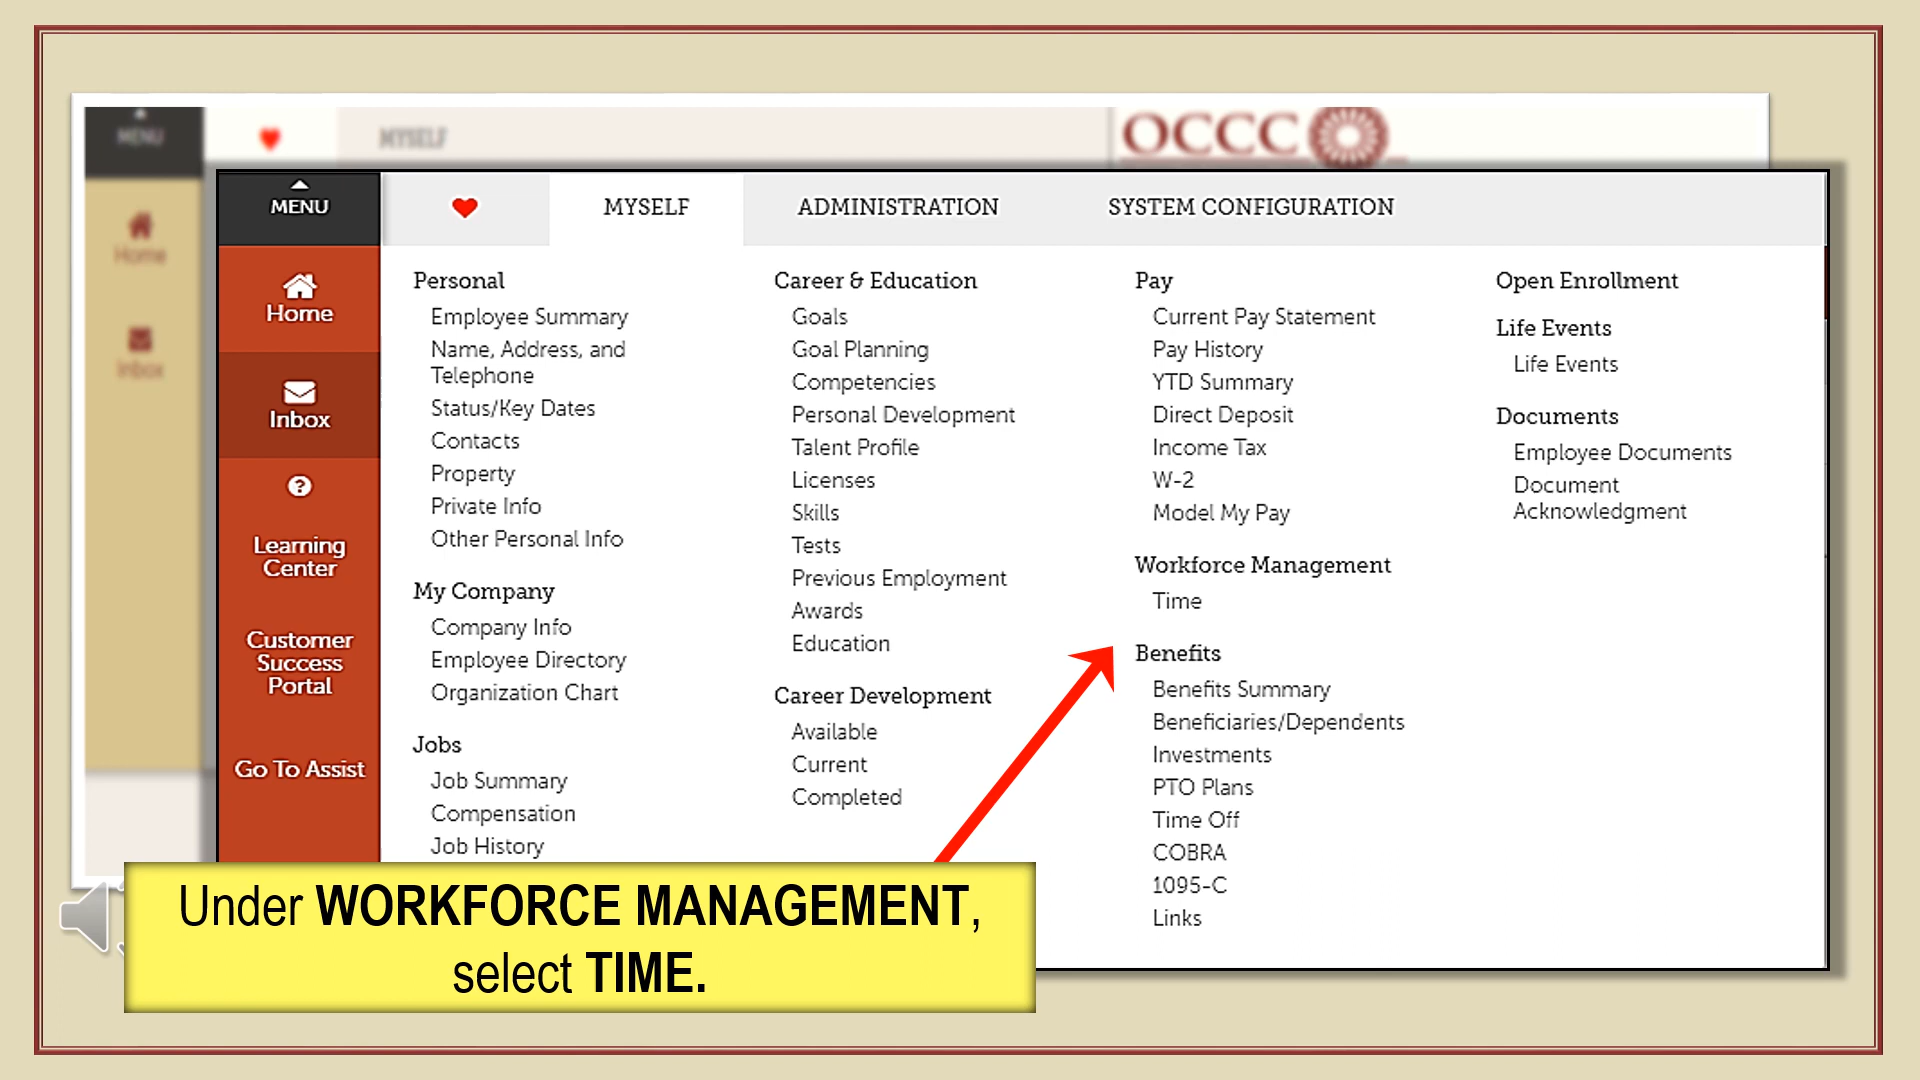 MENU
MYSELF
OCCC
Home
Inbox
MENU
MYSELF
ADMINISTRATION
SYSTEM CONFIGURATION
Home
Inbox
Learning
Center
Customer
Success
Portal
Go To Assist
Personal
Employee Summary
Name, Address, and
Telephone
Status/Key Dates
Contacts
Property
Private Info
Other Personal Info
My Company
Company Info
Employee Directory
Organization Chart
Jobs
Job Summary
Compensation
Job History
Career & Education
Goals
Goal Planning
Competencies
Personal Development
Talent Profile
Licenses
Skills
Tests
Previous Employment
Awards
Education
Career Development
Available
Current
Completed
Pay
Current Pay Statement
Pay History
YTD Summary
Direct Deposit
Income Tax
W-2
Model My Pay
Workforce Management
Time
Benefits
Benefits Summary
Beneficiaries/Dependents
Investments
PTO Plans
Time Off
COBRA
1095-C
Links
Open Enrollment
Life Events
Life Events
Documents
Employee Documents
Document
Acknowledgment
Under WORKFORCE MANAGEMENT,
select TIME.